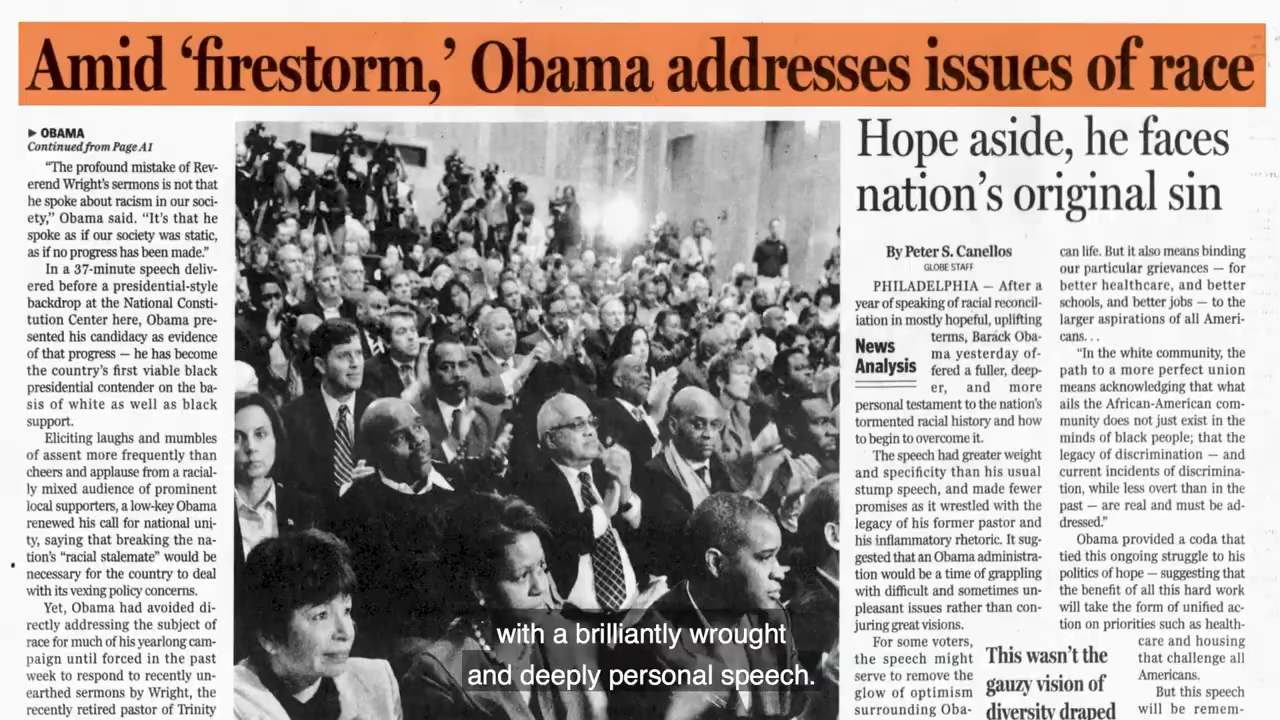 Amid ‘firestorm,’ Obama addresses issues of race
▶ OBAMA
Continued from Page A1
“The profound mistake of Rev-
erend Wright’s sermons is not that
he spoke about racism in our soci-
ety,” Obama said. “It’s that he
spoke as if our society was static,
as if no progress has been made.”
In a 37-minute speech deliv-
ered before a presidential-style
backdrop at the National Consti-
tution Center here, Obama pre-
sented his candidacy as evidence
of that progress — he has become
the country’s first viable black
presidential contender on the ba-
sis of white as well as black
support.
Eliciting laughs and mumbles
of assent more frequently than
cheers and applause from a racial-
ly mixed audience of prominent
local supporters, a low-key Obama
renewed his call for national uni-
ty, saying that breaking the na-
tion’s “racial stalemate” would be
necessary for the country to deal
with its vexing policy concerns.
Yet, Obama had avoided di-
rectly addressing the subject of
race for much of his yearlong cam-
paign until forced in the past
week to respond to recently un-
earthed sermons by Wright, the
recently retired pastor of Trinity
Hope aside, he faces
nation’s original sin
By Peter S. Canellos
GLOBE STAFF
PHILADELPHIA — After a
year of speaking of racial reconcil-
iation in mostly hopeful, uplifting
terms, Barack Oba-
ma yesterday of-
fered a fuller, deep-
er, and more
News
Analysis
personal testament to the nation’s
tormented racial history and how
to begin to overcome it.
The speech had greater weight
and specificity than his usual
stump speech, and made fewer
promises as it wrestled with the
legacy of his former pastor and
his inflammatory rhetoric. It sug-
gested that an Obama administra-
tion would be a time of grappling
with difficult and sometimes un-
pleasant issues rather than con-
juring great visions.
For some voters,
the speech might
serve to remove the
glow of optimism
surrounding Oba-
This wasn’t the
gauzy vision of
diversity draped
can life. But it also means binding
our particular grievances — for
better healthcare, and better
schools, and better jobs — to the
larger aspirations of all Ameri-
cans. . .
“In the white community, the
path to a more perfect union
means acknowledging that what
ails the African-American com-
munity does not just exist in the
minds of black people; that the
legacy of discrimination — and
current incidents of discrimina-
tion, while less overt than in the
past — are real and must be ad-
dressed.”
Obama provided a coda that
tied this ongoing struggle to his
politics of hope — suggesting that
the benefit of all this hard work
will take the form of unified ac-
tion on priorities such as health-
care and housing
that challenge all
Americans.
But this speech
will be remem-
with a brilliantly wrought
and deeply personal speech.